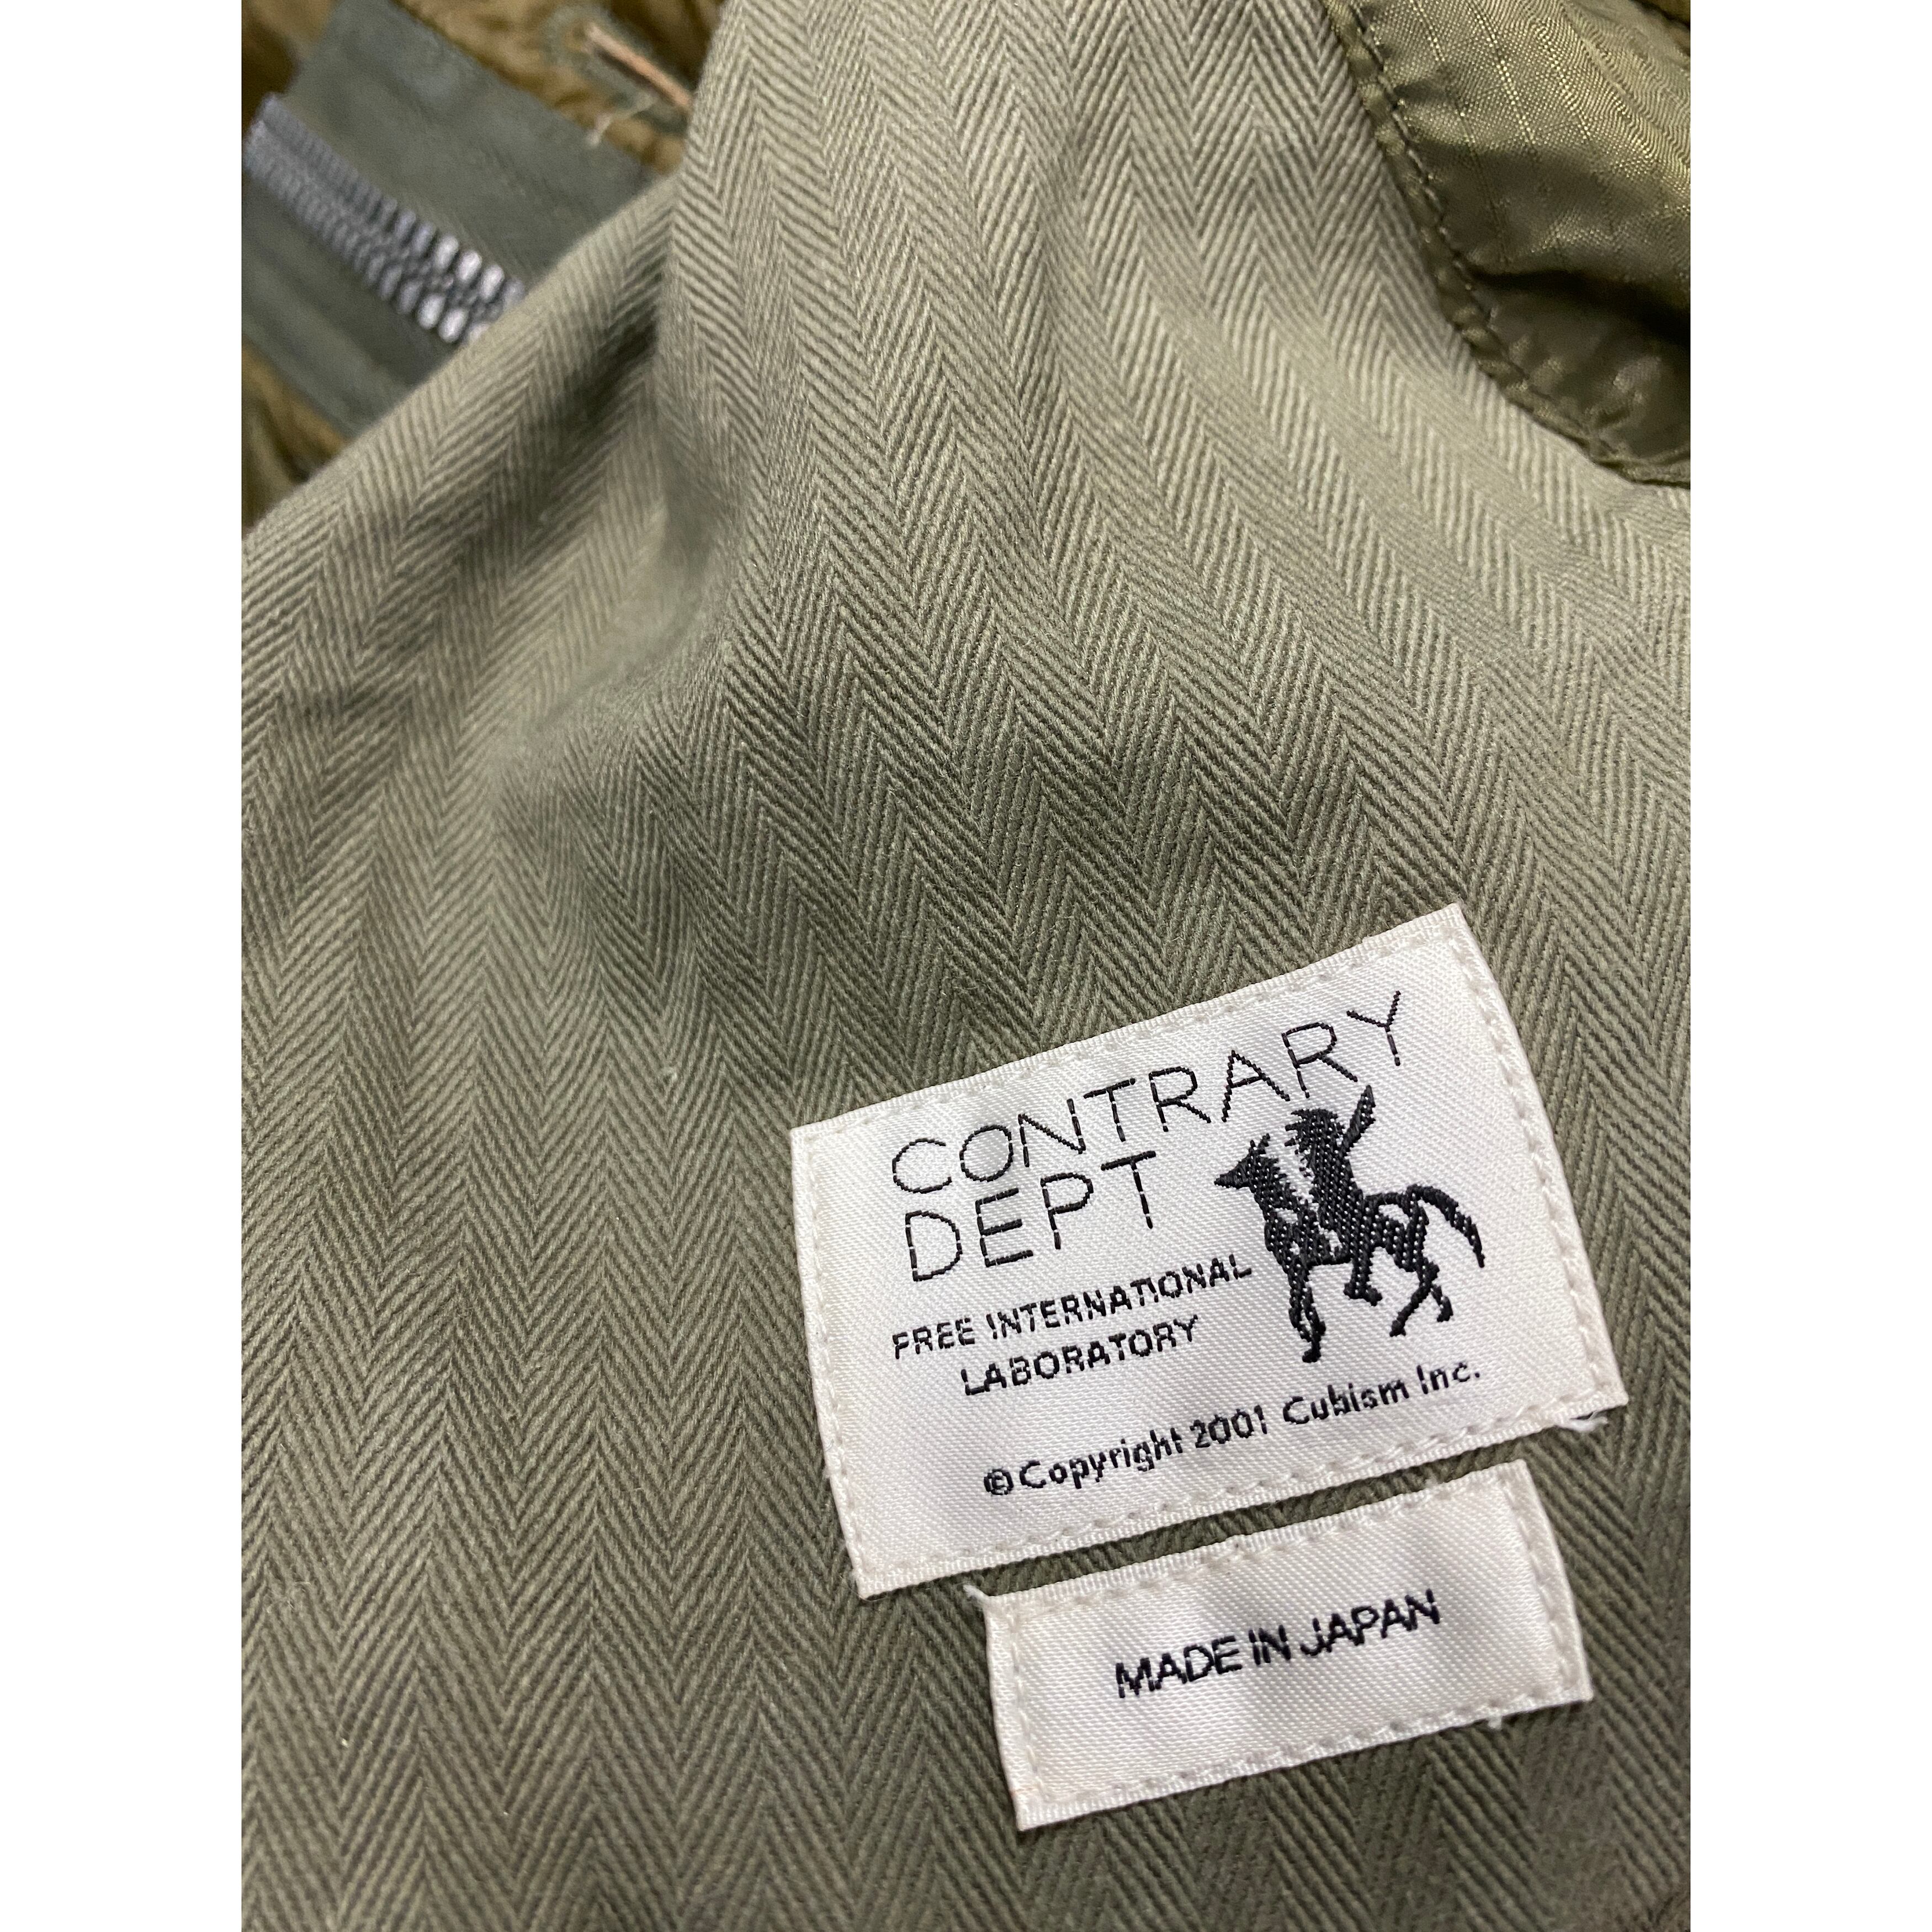 CONTRARY
DEPT
FREE INTERNATIONAL
LABORATORY
©Copyright 2001 Cubism Inc.
MADE IN JAPAN